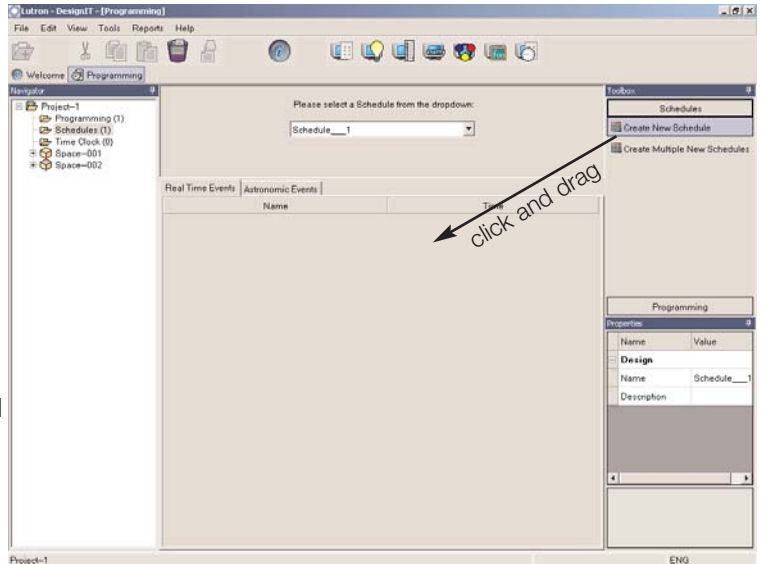 Lutron - DesignIT - [Programming]
File Edit View Tools Reports Help
Welcome Programming
Navigator
Project-1
Programming (1)
Schedules (1)
Time Clock (0)
Space-001
Space-002
Please select a Schedule from the dropdown:
Schedule___1
Real Time Events Astronomic Events
Name Time
click and drag
Toolbox
Schedules
Create New Schedule
Create Multiple New Schedules
Programming
Properties
Name Value
Design
Name Schedule___1
Description
Project-1 ENG